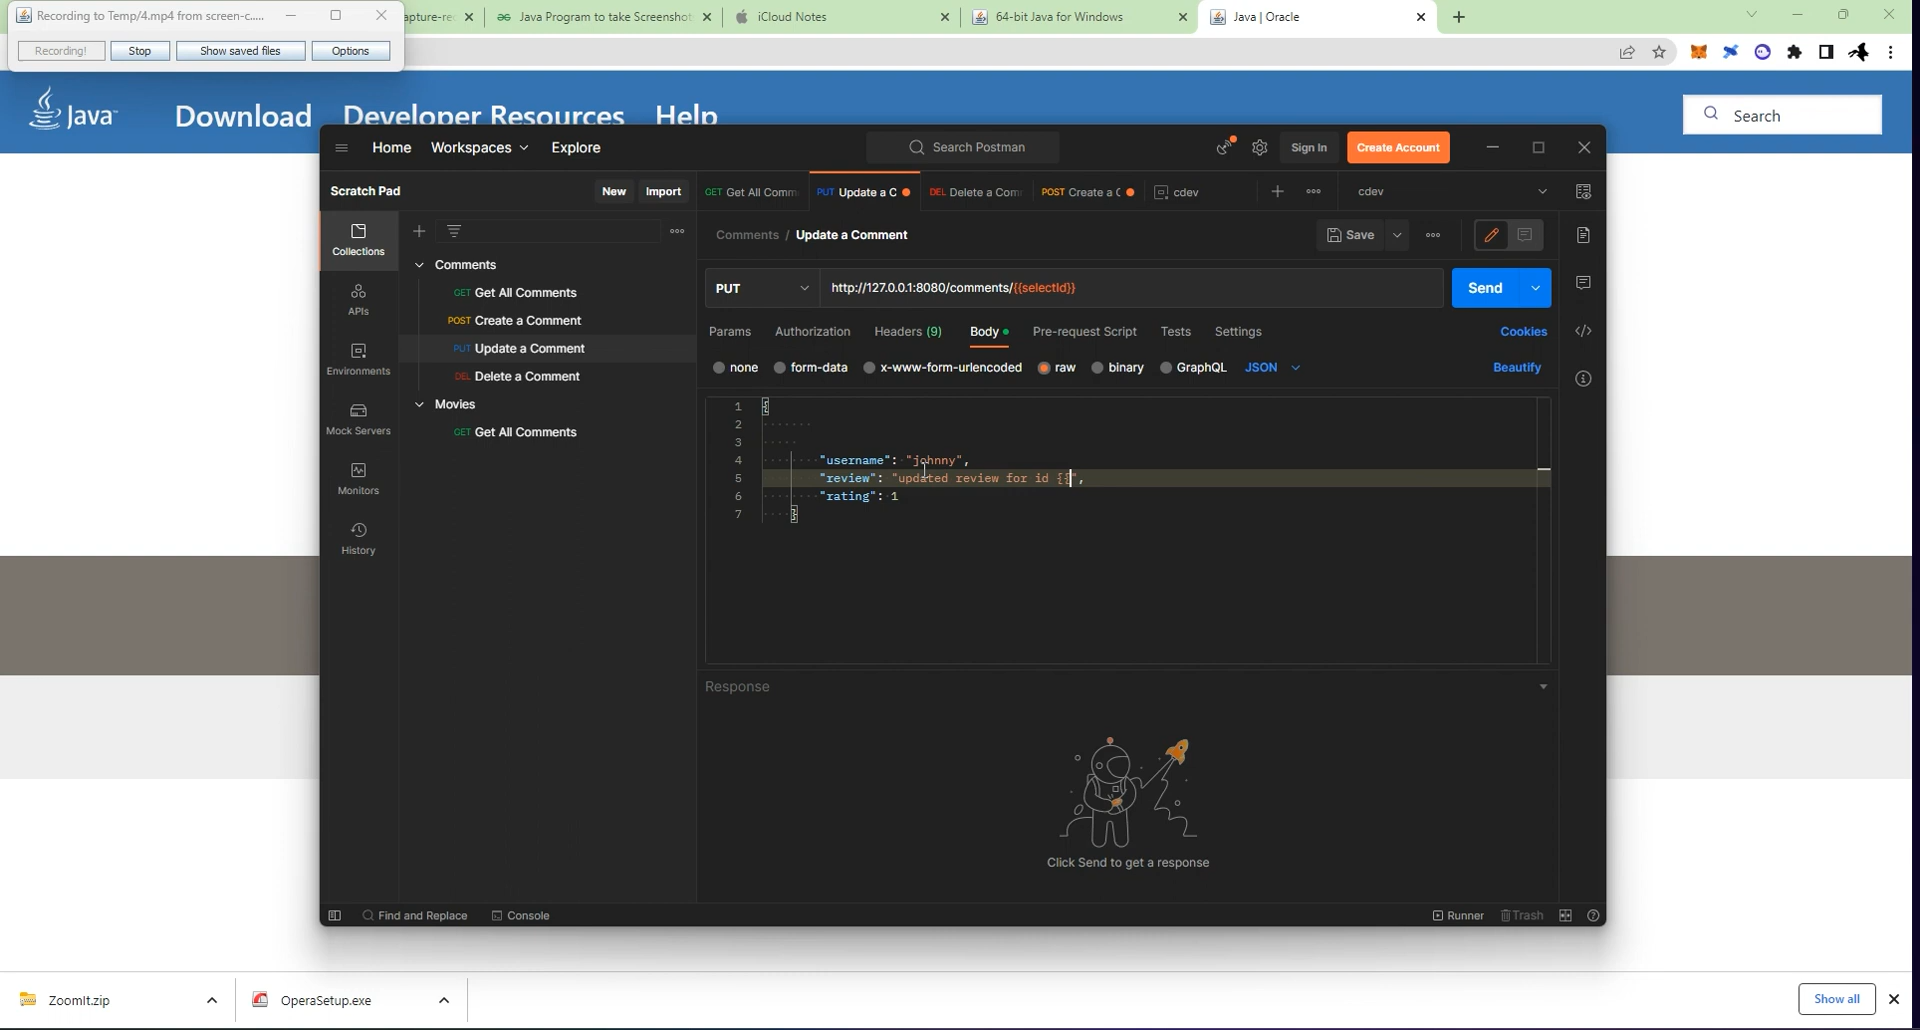 Recording to Temp/4.mp4 from screen-c.....
apture-re
Java Program to take Screenshot
iCloud Notes
64-bit Java for Windows
Java | Oracle
Recording!
Stop
Show saved files
Options
Java
Download
Developer Resources
Help
Search
Home
Workspaces
Explore
Search Postman
Sign In
Create Account
Scratch Pad
New
Import
GET Get All Comm
PUT Update a C
DEL Delete a Com
POST Create a C
cdev
cdev
Collections
APIs
Environments
Mock Servers
Monitors
History
Comments
GET Get All Comments
POST Create a Comment
PUT Update a Comment
DEL Delete a Comment
Movies
GET Get All Comments
Comments / Update a Comment
Save
PUT
http://127.0.0.1:8080/comments/{{selectId}}
Send
Params
Authorization
Headers (9)
Body
Pre-request Script
Tests
Settings
Cookies
none
form-data
x-www-form-urlencoded
raw
binary
GraphQL
JSON
Beautify
1 {
2
3
4 "username": "johnny",
5 "review": "updated review for id {{",
6 "rating": 1
7 }
Response
Click Send to get a response
Find and Replace
Console
Runner
Trash
ZoomIt.zip
OperaSetup.exe
Show all